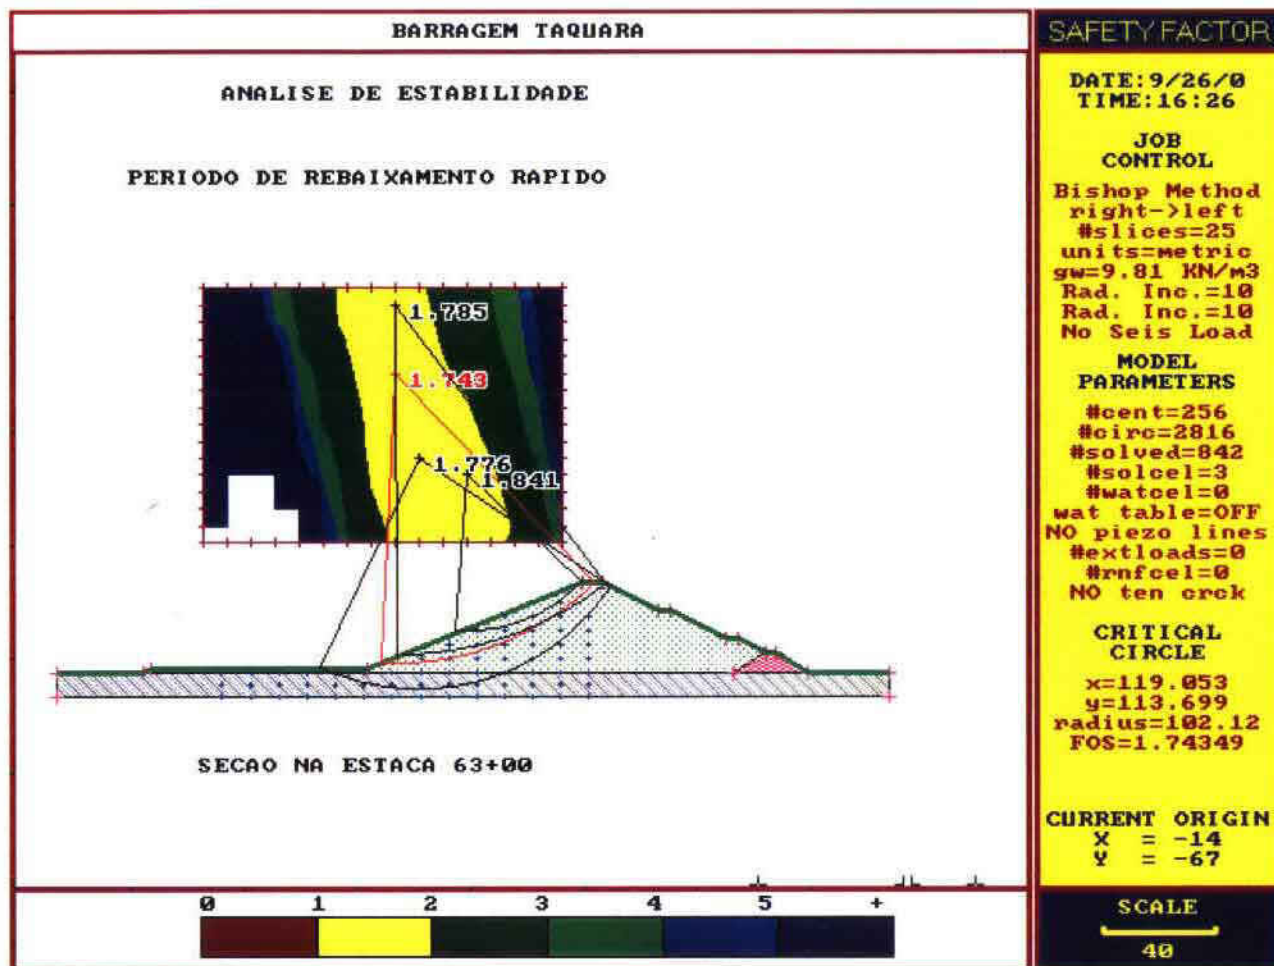 BARRAGEM TAQUARA
ANALISE DE ESTABILIDADE
PERIODO DE REBAIXAMENTO RAPIDO
1.785
1.743
1.776
1.841
SECAO NA ESTACA 63+00
0 1 2 3 4 5 +
SAFETY FACTOR
DATE:9/26/0
TIME:16:26
JOB
CONTROL
Bishop Method
right->left
#slices=25
units=metric
gw=9.81 KN/m3
Rad. Inc.=10
Rad. Inc.=10
No Seis Load
MODEL
PARAMETERS
#cent=256
#circ=2816
#solved=842
#solcel=3
#watcel=0
wat table=OFF
NO piezo lines
#extloads=0
#rnfcel=0
NO ten crck
CRITICAL
CIRCLE
x=119.053
y=113.699
radius=102.12
FOS=1.74349
CURRENT ORIGIN
X = -14
Y = -67
SCALE
40